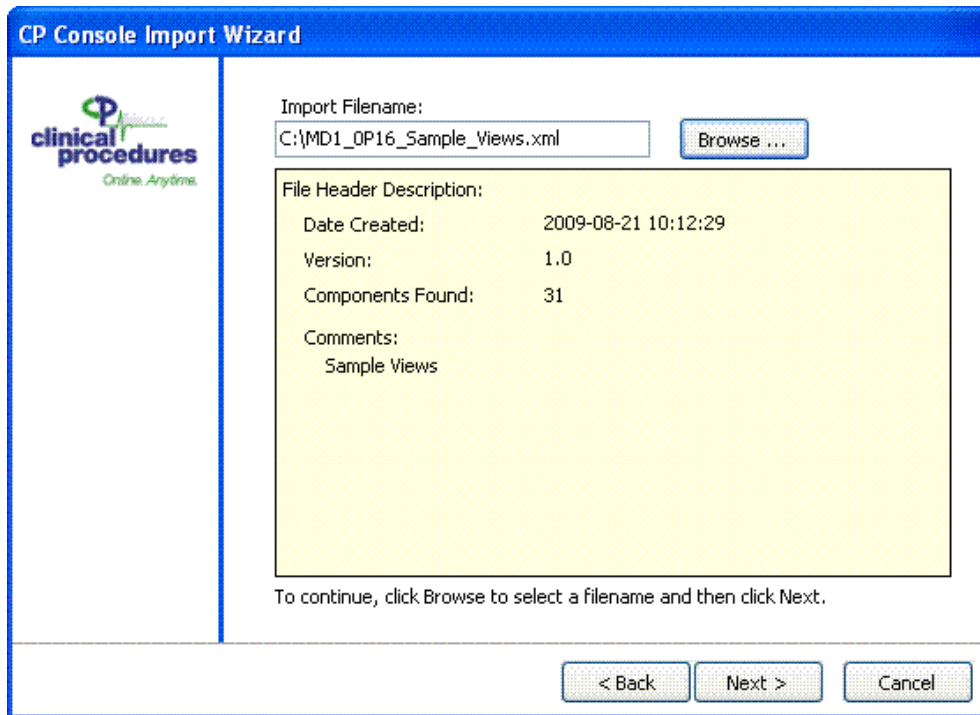 CP Console Import Wizard
CP
clinical
procedures
Online. Anytime.
Import Filename:
C:\MD1_0P16_Sample_Views.xml
Browse ...
File Header Description:
Date Created: 2009-08-21 10:12:29
Version: 1.0
Components Found: 31
Comments:
Sample Views
To continue, click Browse to select a filename and then click Next.
< Back
Next >
Cancel